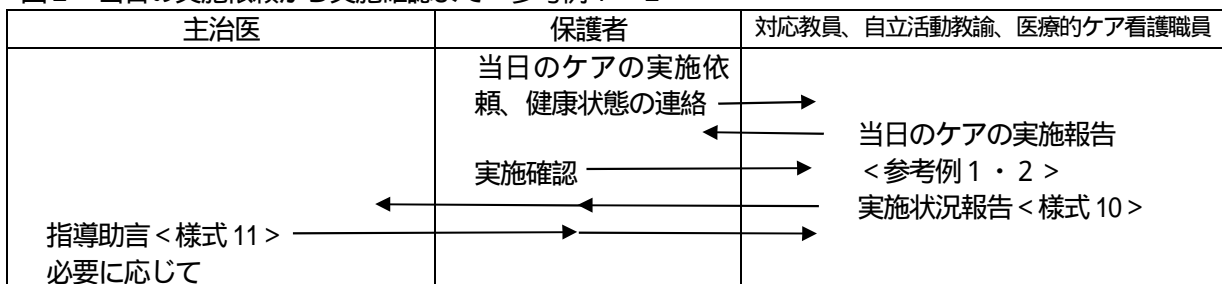 主治医
保護者
対応教員、自立活動教諭、医療的ケア看護職員
当日のケアの実施依
頼、健康状態の連絡
当日のケアの実施報告
<参考例1・2>
実施確認
実施状況報告<様式10>
指導助言<様式11>
必要に応じて